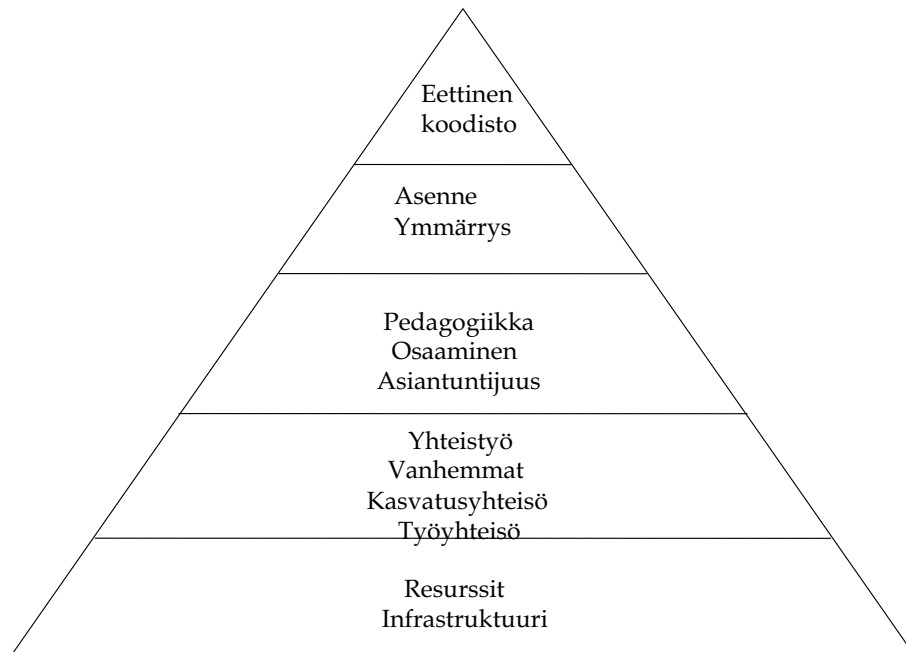 Eettinen
koodisto
Asenne
Ymmärrys
Pedagogiikka
Osaaminen
Asiantuntijuus
Yhteistyö
Vanhemmat
Kasvatusyhteisö
Työyhteisö
Resurssit
Infrastruktuuri